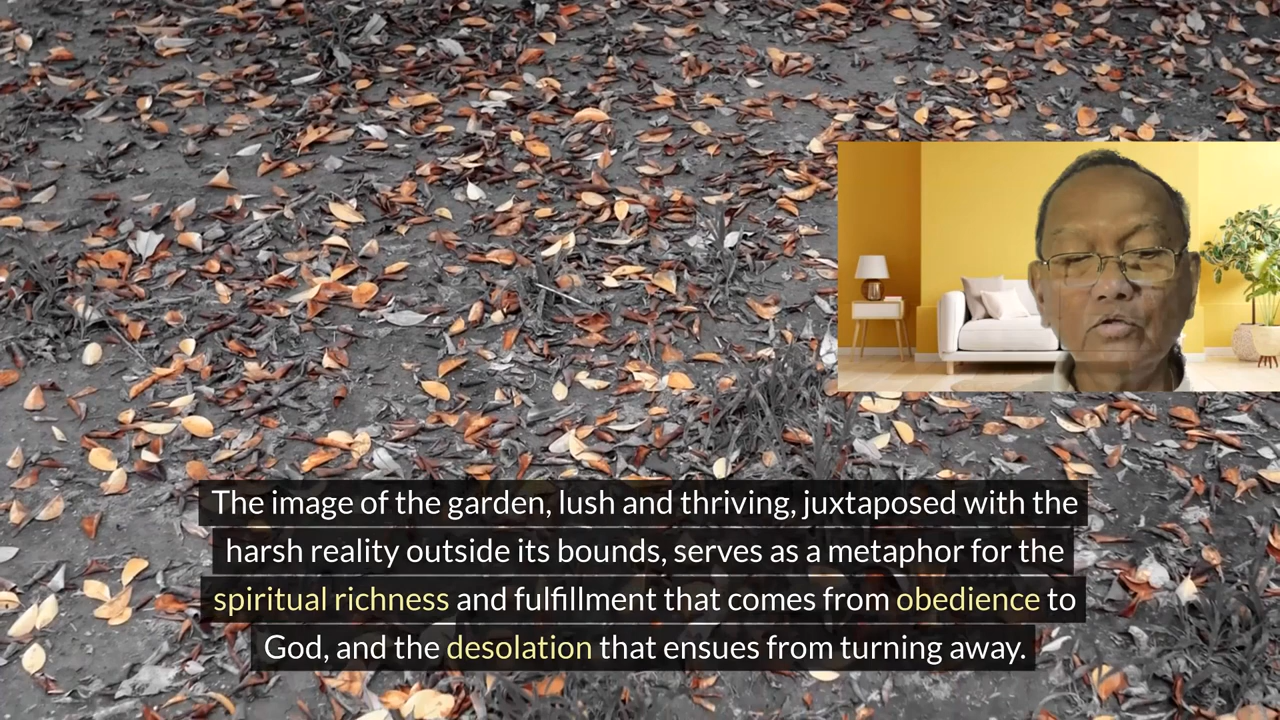 The image of the garden, lush and thriving, juxtaposed with the
harsh reality outside its bounds, serves as a metaphor for the
spiritual richness and fulfillment that comes from obedience to
God, and the desolation that ensues from turning away.